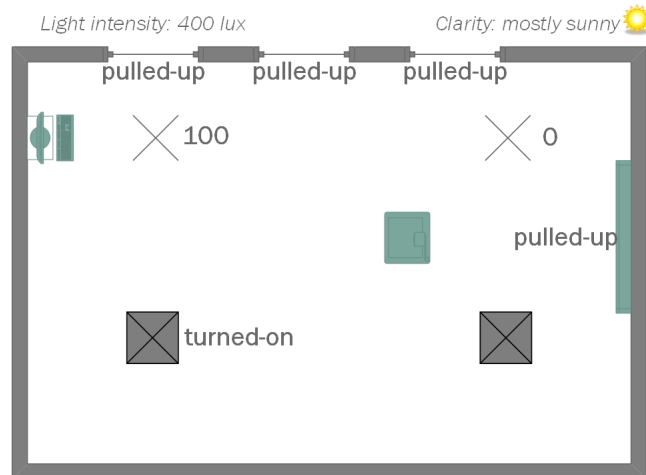 Light intensity: 400 lux
Clarity: mostly sunny
pulled-up
pulled-up
pulled-up
100
0
pulled-up
turned-on